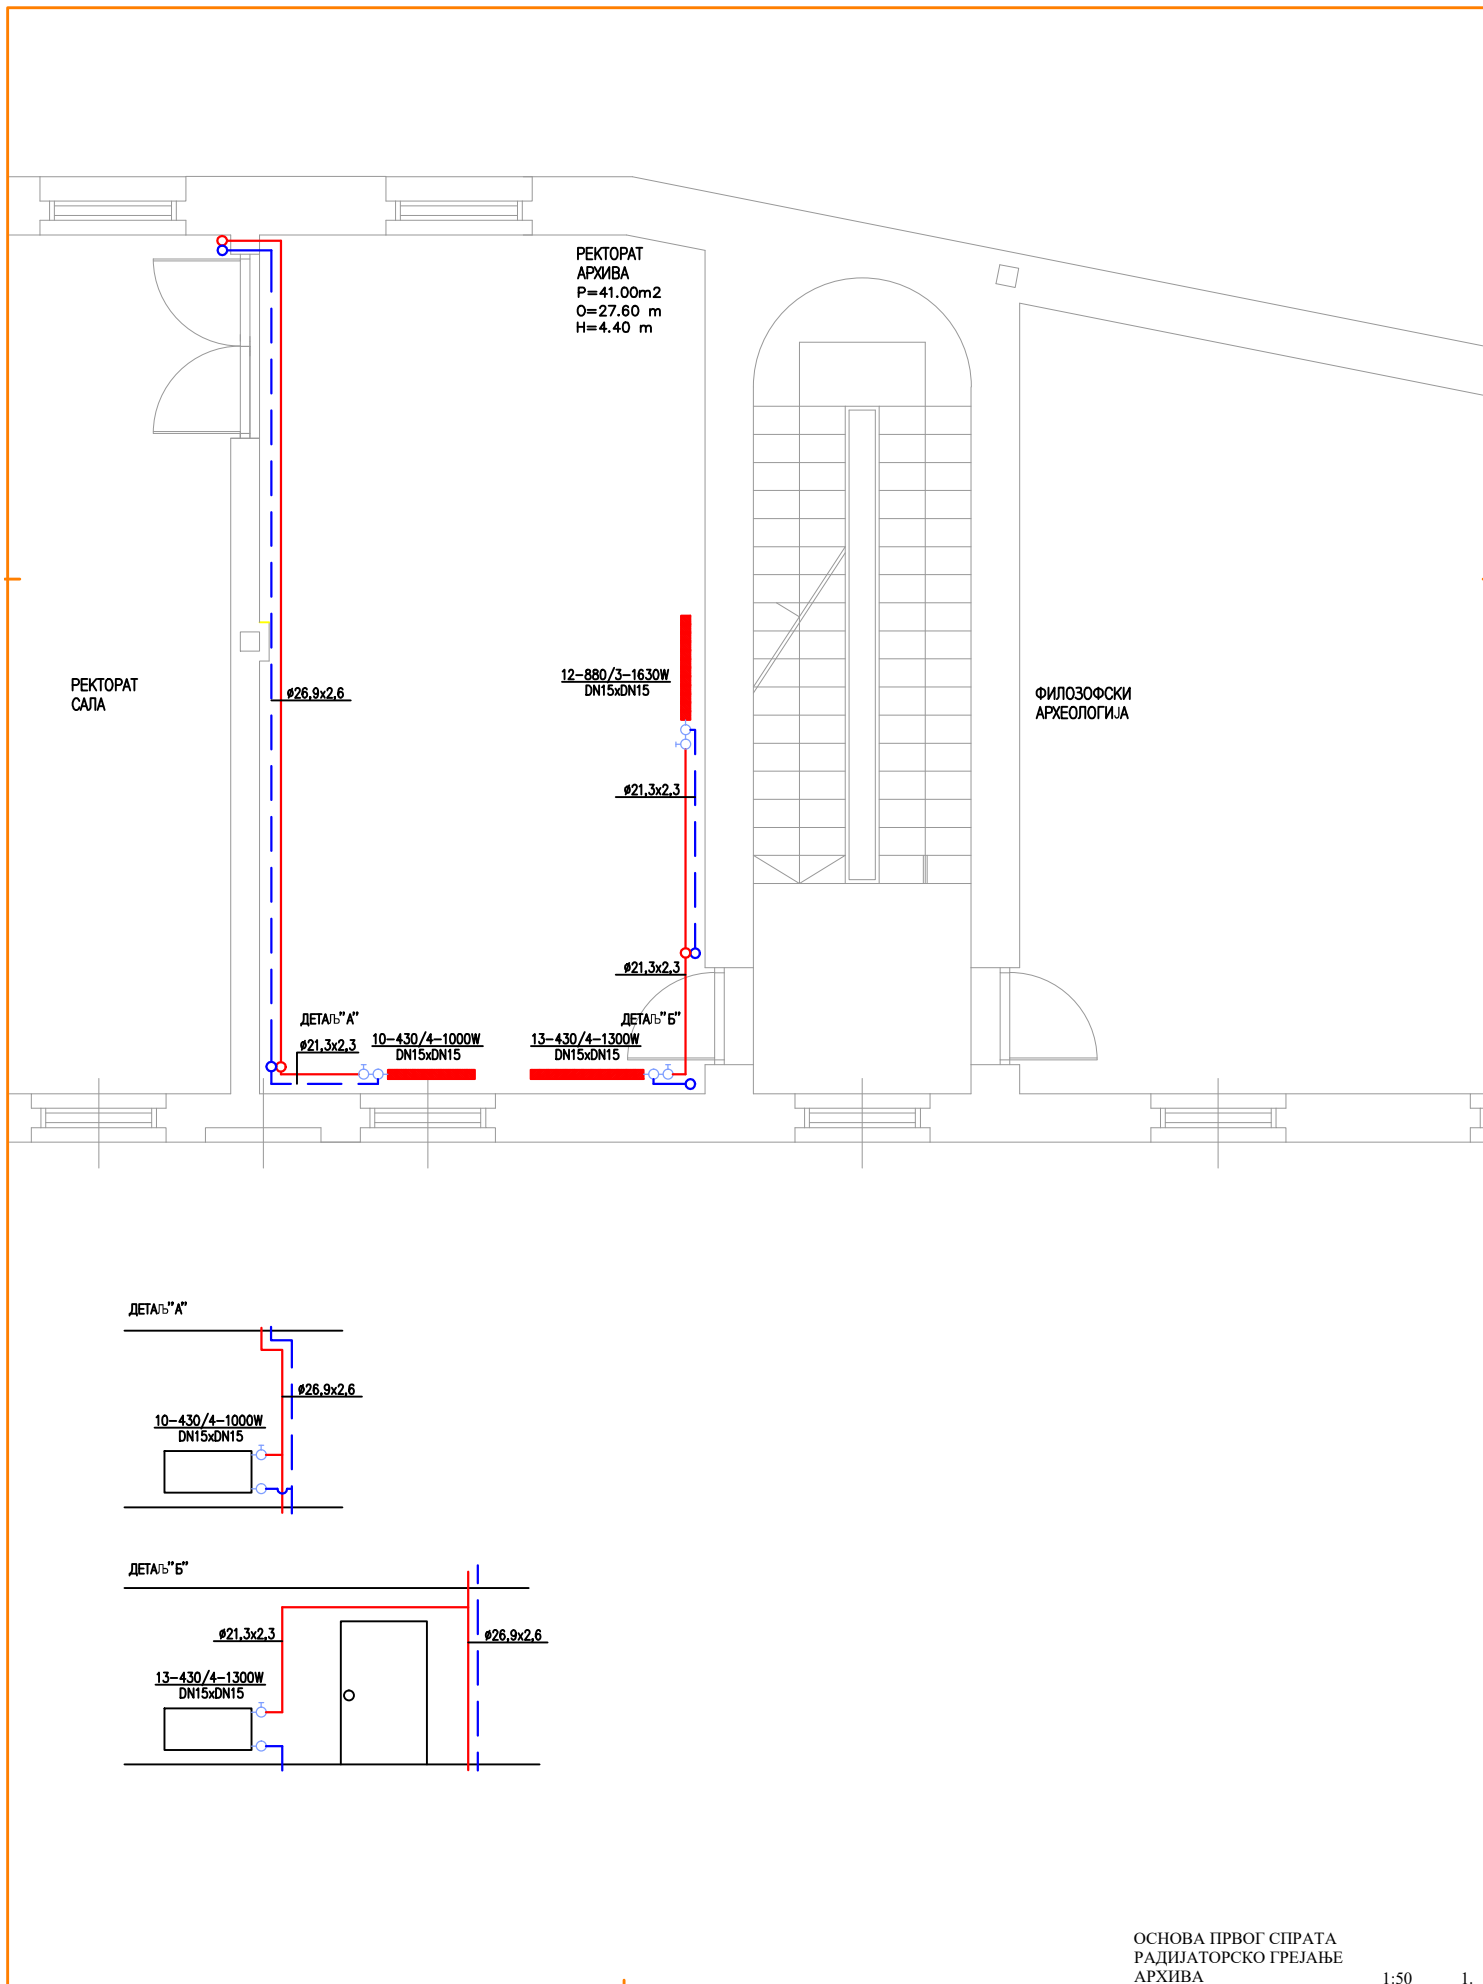 РЕКТОРАТ
АРХИВА
P=41.00m2
O=27.60 m
H=4.40 m
РЕКТОРАТ
САЛА
ø26,9x2,6
12-880/3-1630W
DN15xDN15
ФИЛОЗОФСКИ
АРХЕОЛОГИЈА
ø21,3x2,3
ø21,3x2,3
ДЕТАЉ"А"
ø21,3x2,3
10-430/4-1000W
DN15xDN15
13-430/4-1300W
DN15xDN15
ДЕТАЉ"Б"
ДЕТАЉ"А"
ø26,9x2,6
10-430/4-1000W
DN15xDN15
ДЕТАЉ"Б"
ø21,3x2,3
ø26,9x2,6
13-430/4-1300W
DN15xDN15
ОСНОВА ПРВОГ СПРАТА
РАДИЈАТОРСКО ГРЕЈАЊЕ
АРХИВА 1:50 1.